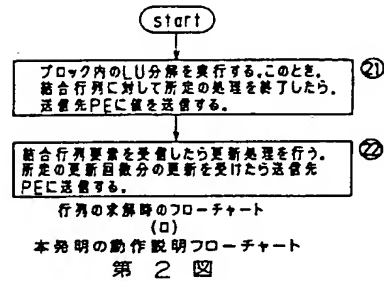 start
㉑
ブロック内のLU分解を実行する。このとき。
結合行列に対して所定の処理を終了したら、
送信先PEに値を送信する。
㉒
結合行列要素を受信したら更新処理を行う。
所定の更新回数分の更新を受けたら送信先
PEに送信する。
行列の求解時のフローチャート
(ロ)
本発明の動作説明フローチャート
第 2 図